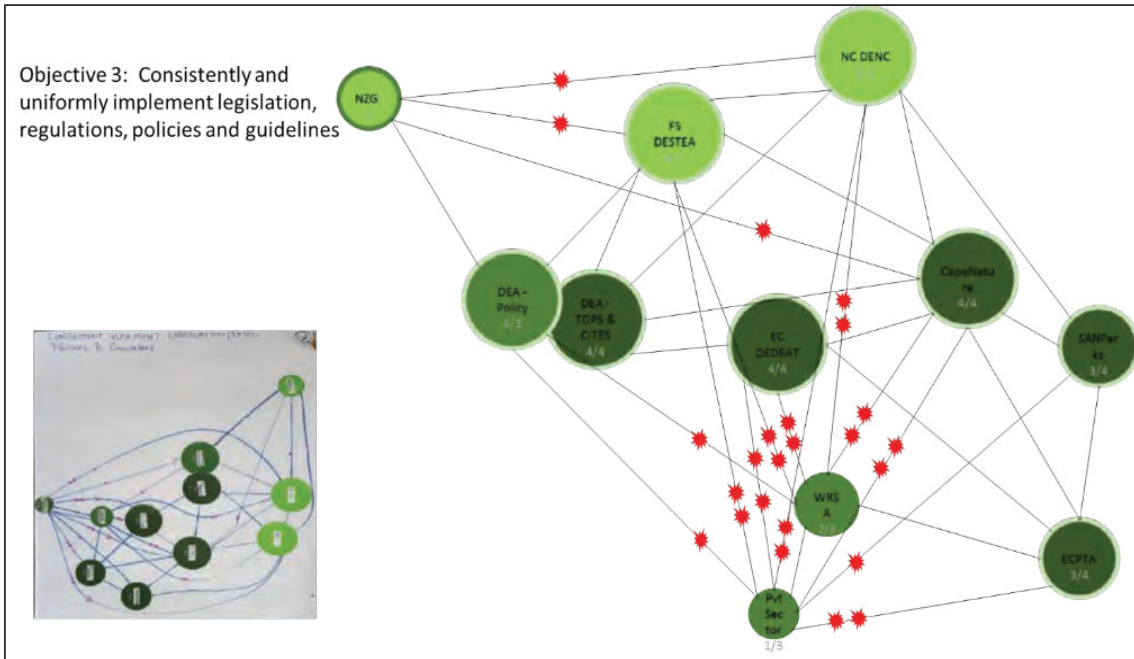 Objective 3: Consistently and
uniformly implement legislation,
regulations, policies and guidelines
NZG
NC DENC
FS
DESTEA
DEA -
Policy
4/3
DEA -
TOPS &
CITES
4/4
EC
DEDEAT
4/4
CapeNatu
re
4/4
SANPar
ks
3/4
WRS
A
2/3
ECPTA
3/4
Pvt
Sec
tor
1/3